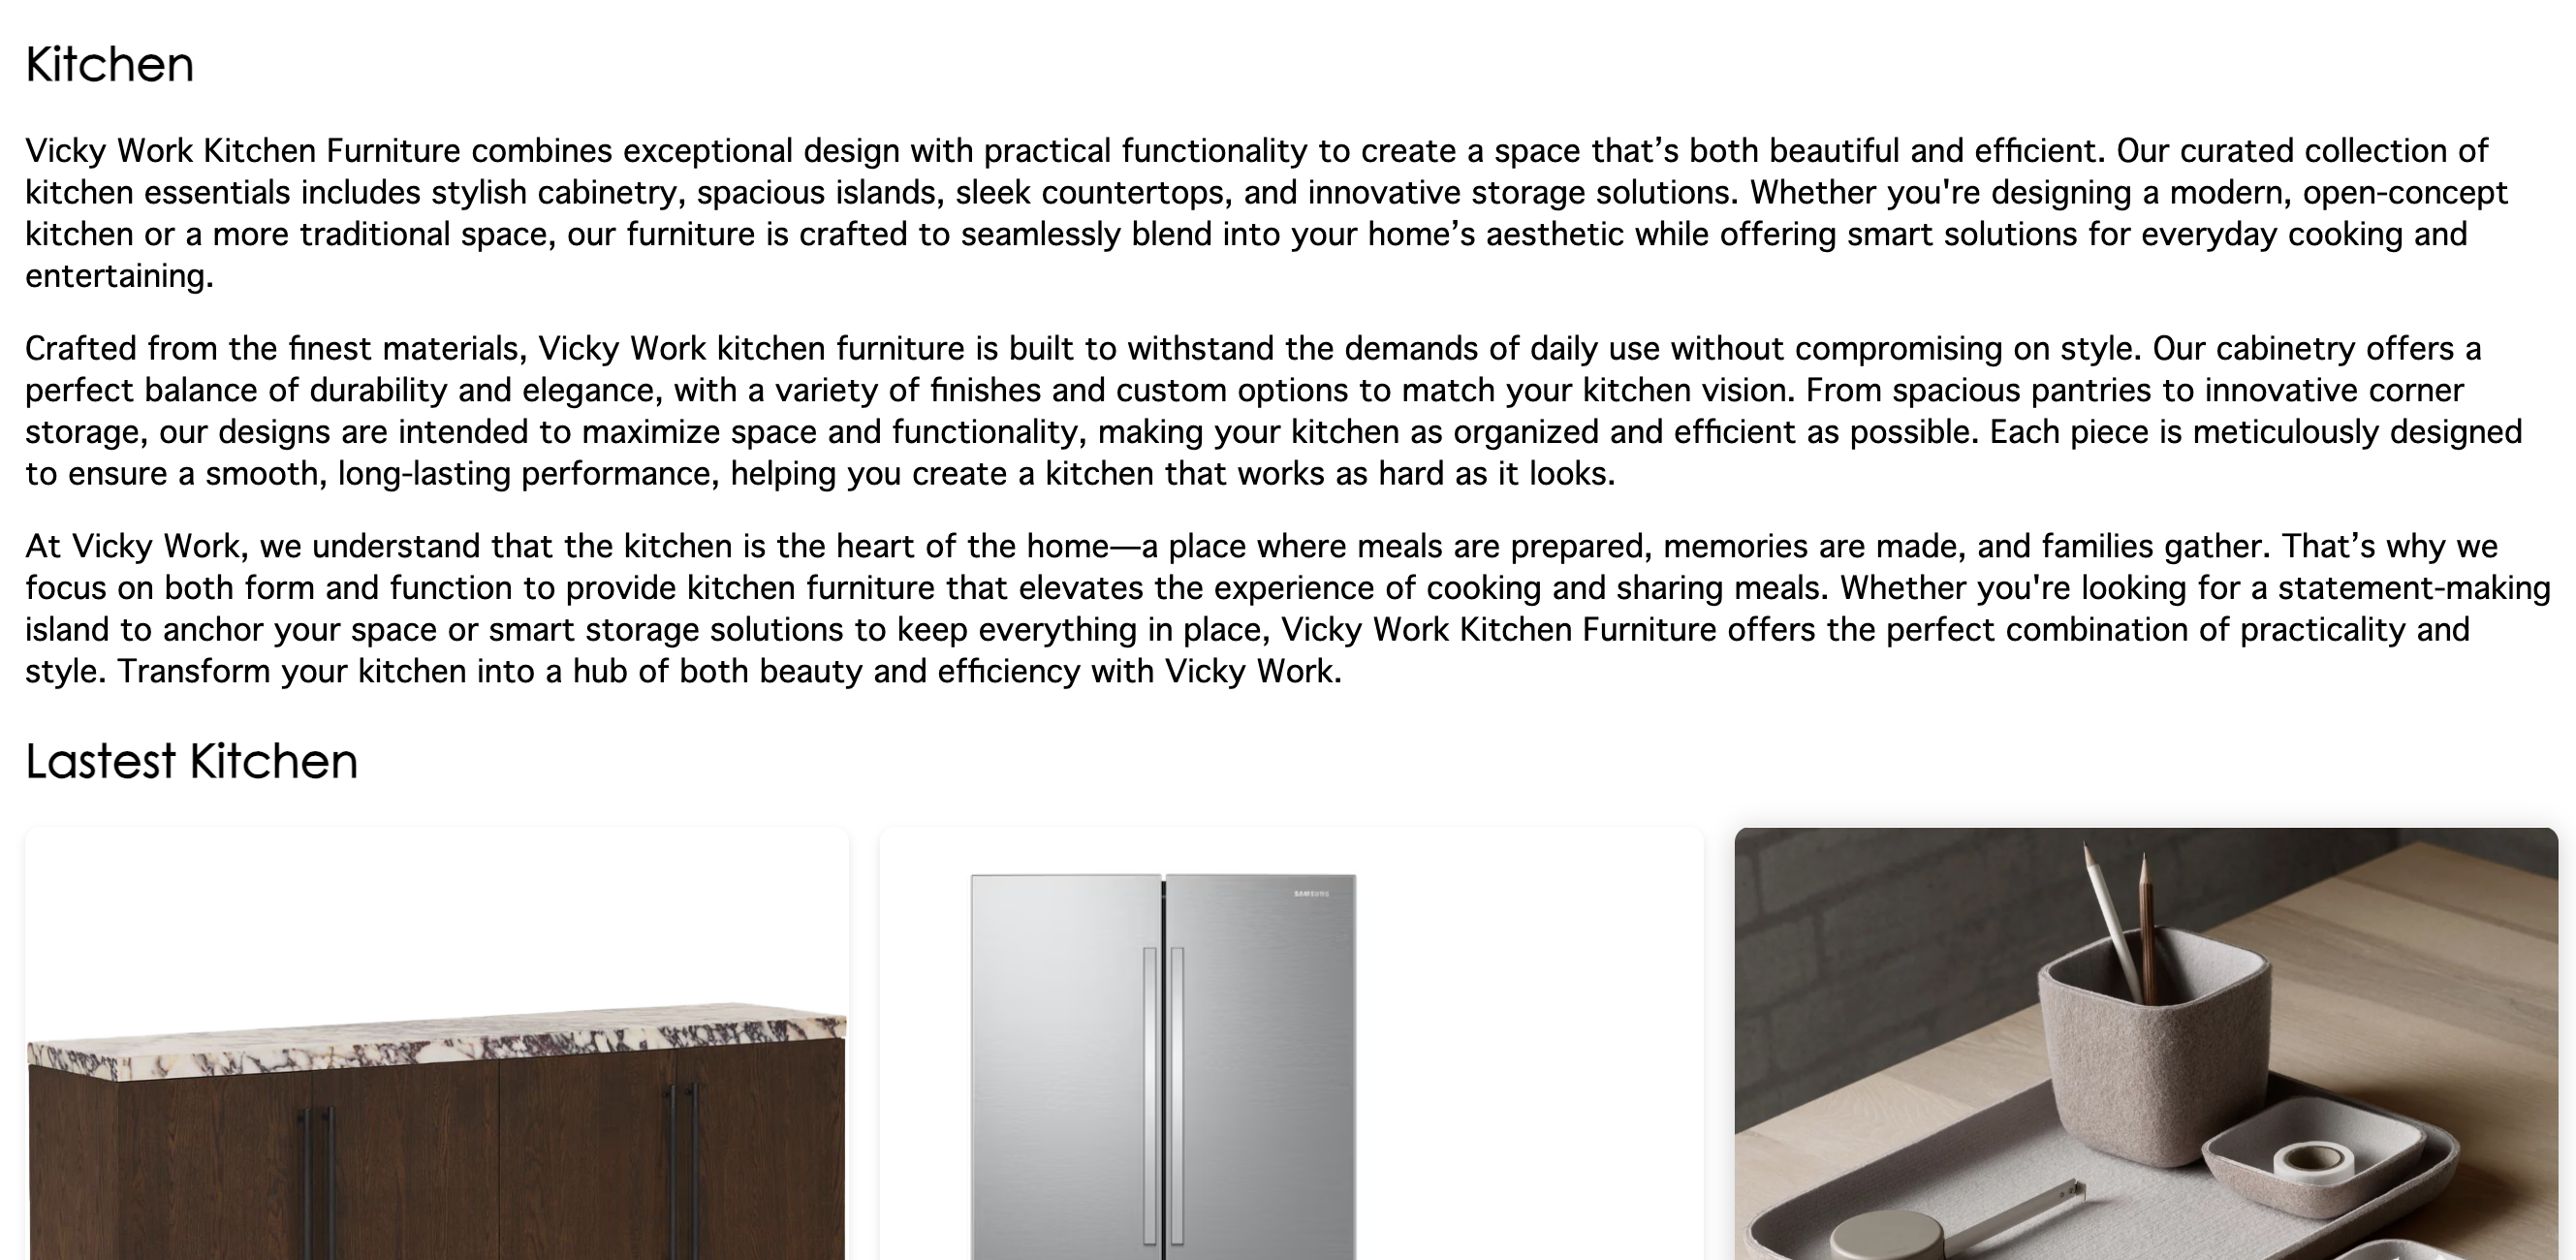 Kitchen
Vicky Work Kitchen Furniture combines exceptional design with practical functionality to create a space that’s both beautiful and efficient. Our curated collection of
kitchen essentials includes stylish cabinetry, spacious islands, sleek countertops, and innovative storage solutions. Whether you're designing a modern, open-concept
kitchen or a more traditional space, our furniture is crafted to seamlessly blend into your home’s aesthetic while offering smart solutions for everyday cooking and
entertaining.
Crafted from the finest materials, Vicky Work kitchen furniture is built to withstand the demands of daily use without compromising on style. Our cabinetry offers a
perfect balance of durability and elegance, with a variety of finishes and custom options to match your kitchen vision. From spacious pantries to innovative corner
storage, our designs are intended to maximize space and functionality, making your kitchen as organized and efficient as possible. Each piece is meticulously designed
to ensure a smooth, long-lasting performance, helping you create a kitchen that works as hard as it looks.
At Vicky Work, we understand that the kitchen is the heart of the home—a place where meals are prepared, memories are made, and families gather. That’s why we
focus on both form and function to provide kitchen furniture that elevates the experience of cooking and sharing meals. Whether you're looking for a statement-making
island to anchor your space or smart storage solutions to keep everything in place, Vicky Work Kitchen Furniture offers the perfect combination of practicality and
style. Transform your kitchen into a hub of both beauty and efficiency with Vicky Work.
Lastest Kitchen
SAMSUNG